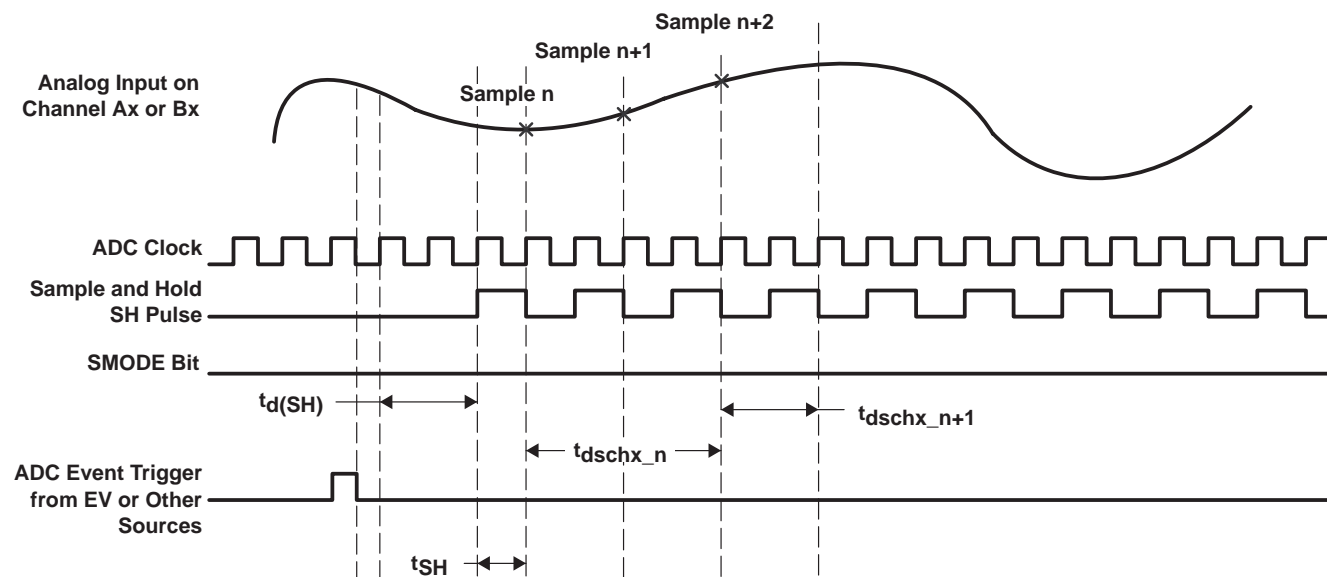 Sample n+2
Sample n+1
Analog Input on
Channel Ax or Bx
Sample n
ADC Clock
Sample and Hold
SH Pulse
SMODE Bit
td(SH)
tdschx_n+1
tdschx_n
ADC Event Trigger
from EV or Other
Sources
tSH